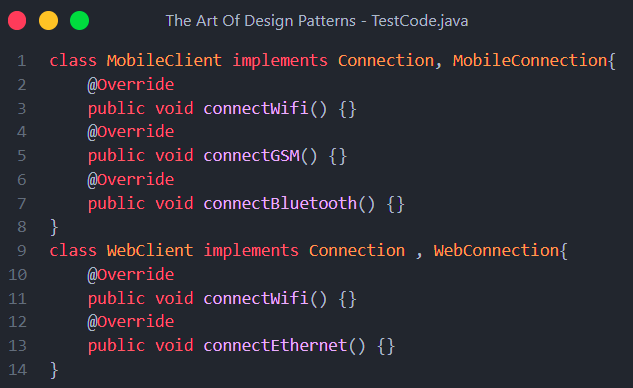 The Art Of Design Patterns - TestCode.java
1 class MobileClient implements Connection, MobileConnection{
2 @Override
3 public void connectWifi() {}
4 @Override
5 public void connectGSM() {}
6 @Override
7 public void connectBluetooth() {}
8 }
9 class WebClient implements Connection , WebConnection{
10 @Override
11 public void connectWifi() {}
12 @Override
13 public void connectEthernet() {}
14 }